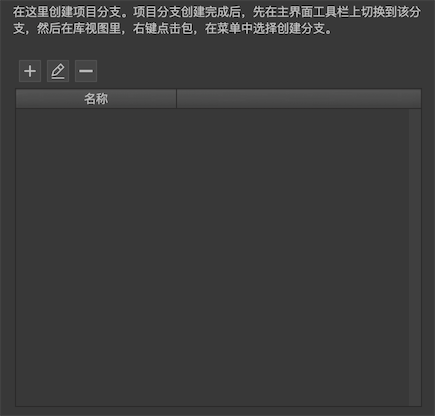 在这里创建项目分支。项目分支创建完成后，先在主界面工具栏上切换到该分
支，然后在库视图里，右键点击包，在菜单中选择创建分支。
名称